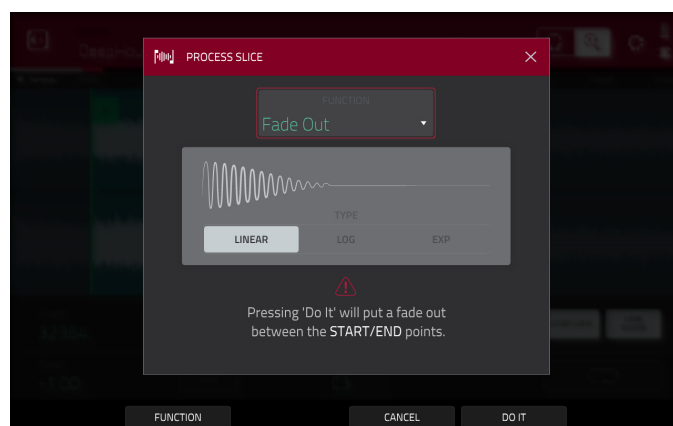 PROCESS SLICE
FUNCTION
Fade Out
TYPE
LINEAR LOG EXP
Pressing 'Do It' will put a fade out
between the START/END points.
FUNCTION CANCEL DO IT